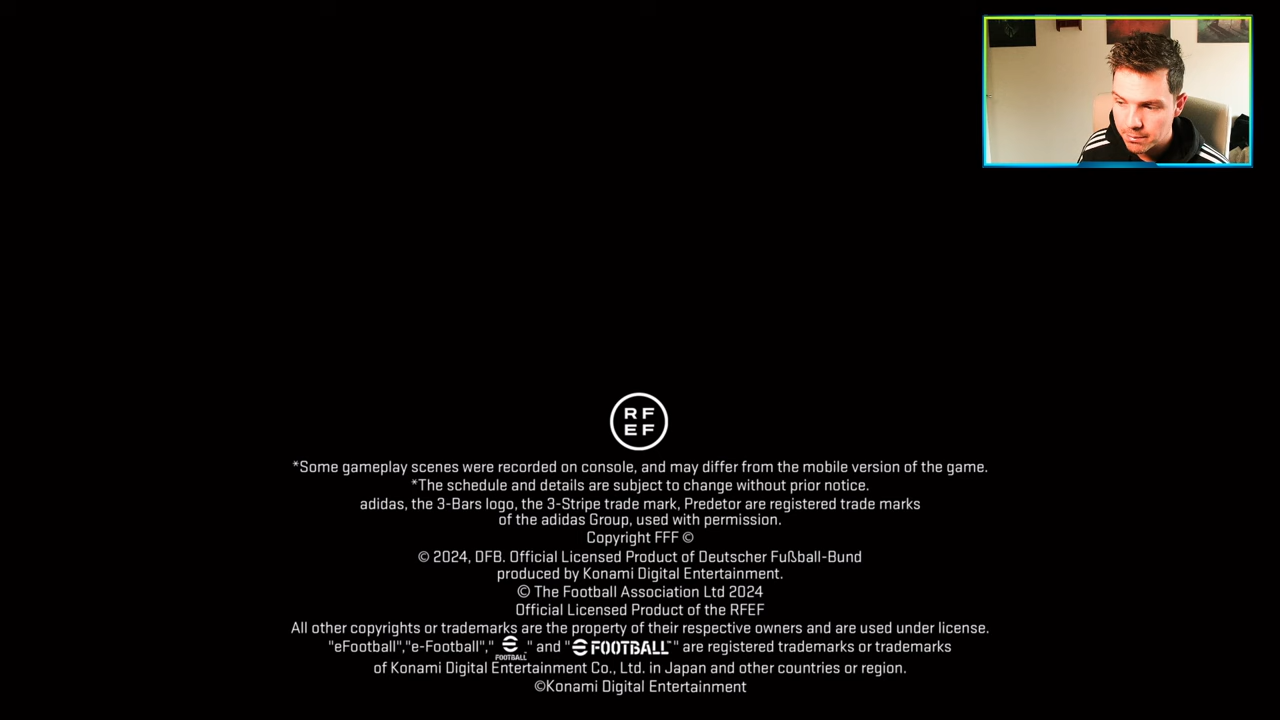 RF
EF
*Some gameplay scenes were recorded on console, and may differ from the mobile version of the game.
*The schedule and details are subject to change without prior notice.
adidas, the 3-Bars logo, the 3-Stripe trade mark, Predetor are registered trade marks
of the adidas Group, used with permission.
Copyright FFF ©
© 2024, DFB. Official Licensed Product of Deutscher Fußball-Bund
produced by Konami Digital Entertainment.
© The Football Association Ltd 2024
Official Licensed Product of the RFEF
All other copyrights or trademarks are the property of their respective owners and are used under license.
"eFootball","e-Football"," FOOTBALL " and " FOOTBALL™" are registered trademarks or trademarks
of Konami Digital Entertainment Co., Ltd. in Japan and other countries or region.
©Konami Digital Entertainment